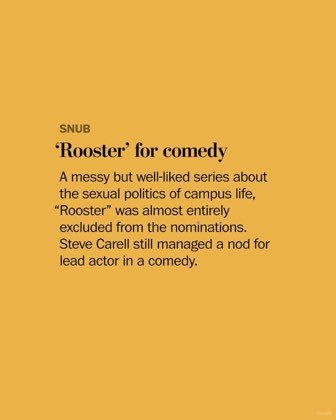 SNUB
‘Rooster’ for comedy
A messy but well-liked series about
the sexual politics of campus life,
“Rooster” was almost entirely
excluded from the nominations.
Steve Carell still managed a nod for
lead actor in a comedy.